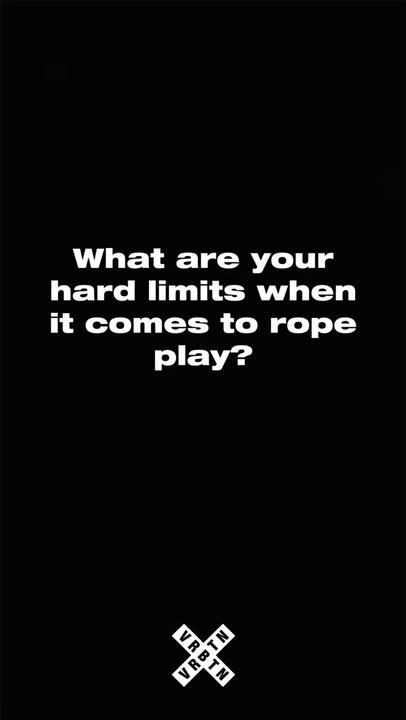 What are your
hard limits when
it comes to rope
play?
VRBTN
VRBTN